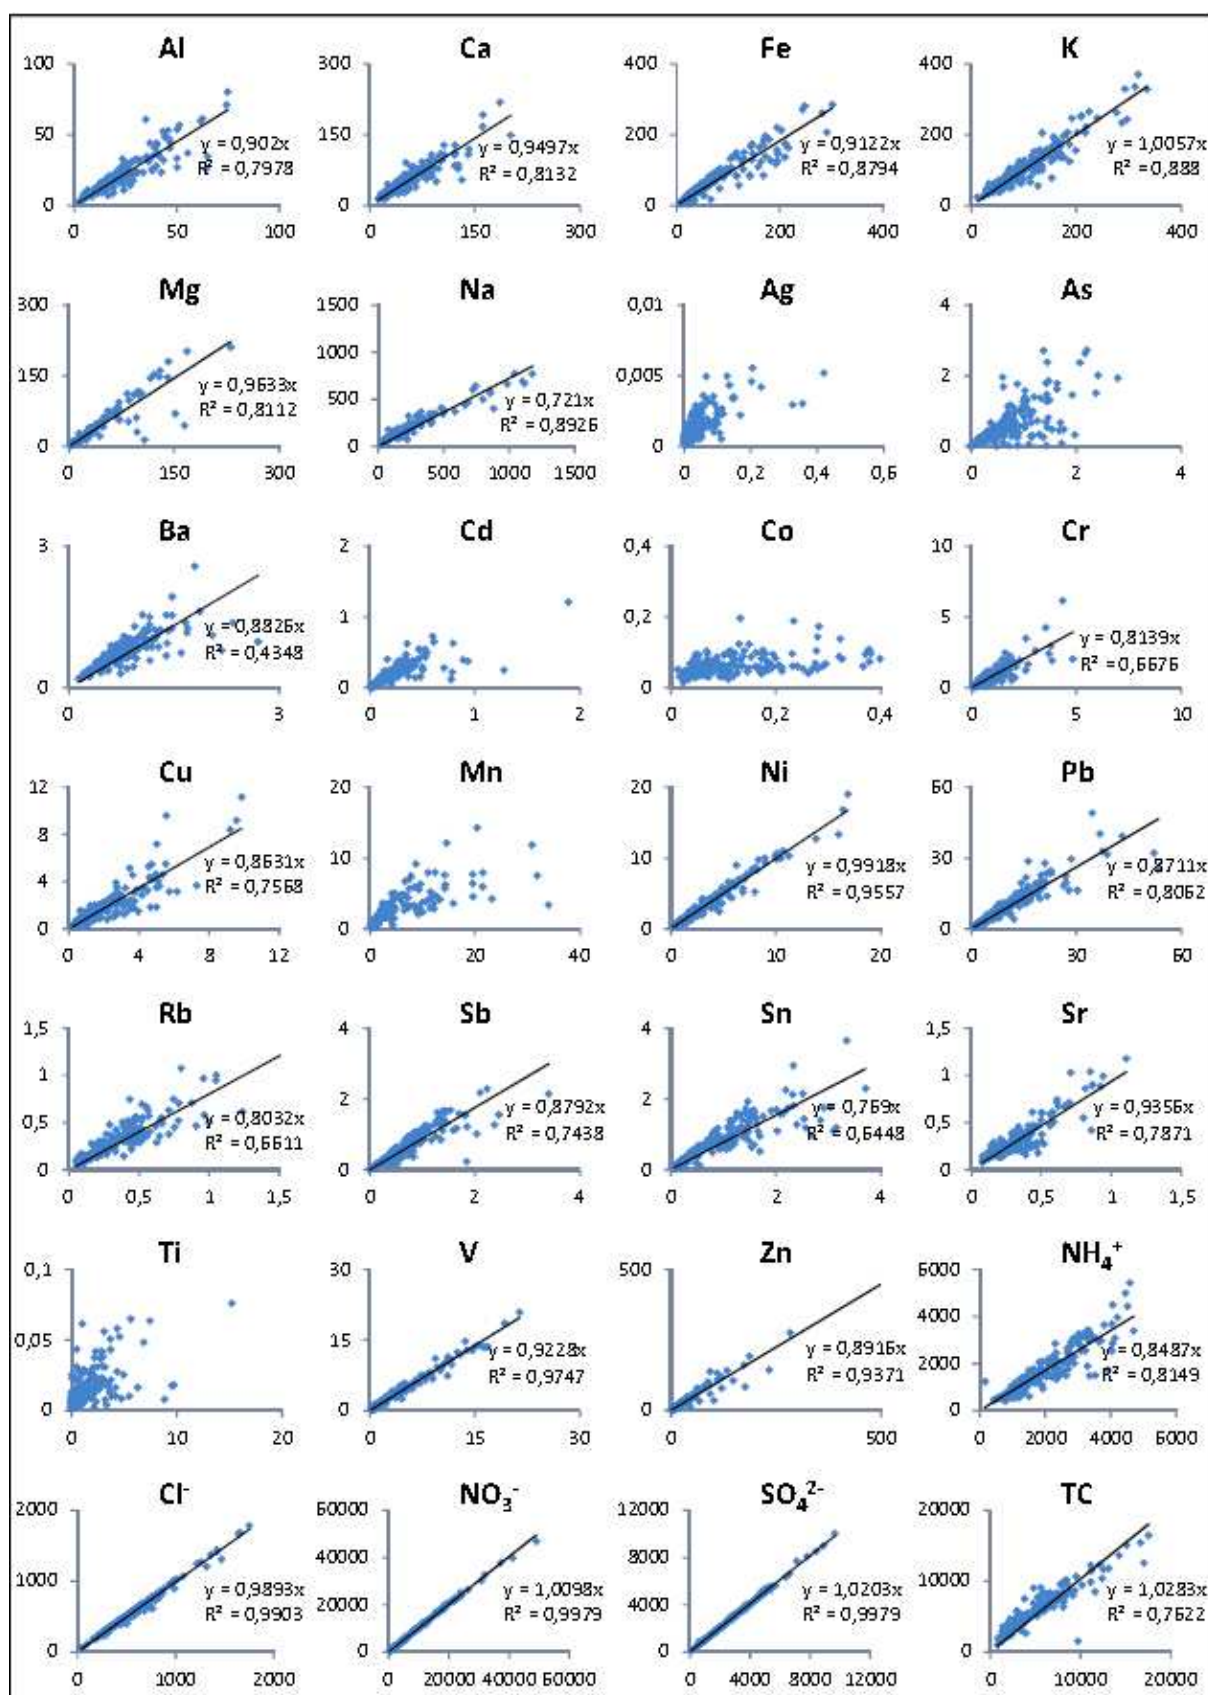 Al Ca Fe K
100 300 400 400
50 150 200 200
y = 0,902x y = 0,9497x y = 0,9122x y = 1,0057x
R² = 0,7978 R² = 0,8132 R² = 0,8794 R² = 0,888
0 0 0 0
0 50 100 0 150 300 0 200 400 0 200 400
Mg Na Ag As
300 1500 0,01 4
1000
150 0,005 2
500
y = 0,9633x y = 0,721x
R² = 0,8112 R² = 0,8926
0 0 0 0
0 150 300 0 500 1000 1500 0 0,2 0,4 0,6 0 2 4
Ba Cd Co Cr
3 2 0,4 10
1 0,2 5
y = 0,8826x y = 0,8139x
R² = 0,4348 R² = 0,6676
0 0 0 0
0 3 0 1 2 0 0,2 0,4 0 5 10
Cu Mn Ni Pb
12 20 20 60
8
10 10 30
4
y = 0,8631x y = 0,9918x y = 0,8711x
R² = 0,7568 R² = 0,9557 R² = 0,8062
0 0 0 0
0 4 8 12 0 20 40 0 10 20 0 30 60
Rb Sb Sn Sr
1,5 4 4 1,5
1 1
2 2
0,5 0,5
y = 0,8032x y = 0,8792x y = 0,769x y = 0,9356x
R² = 0,6611 R² = 0,7438 R² = 0,6448 R² = 0,7871
0 0 0 0
0 0,5 1 1,5 0 2 4 0 2 4 0 0,5 1 1,5
Ti V Zn NH₄⁺
0,1 30 500 6000
4000
0,05 15
2000
y = 0,9228x y = 0,8916x y = 0,8487x
R² = 0,9747 R² = 0,9371 R² = 0,8149
0 0 0 0
0 10 20 0 15 30 0 500 0 2000 4000 6000
Cl⁻ NO₃⁻ SO₄²⁻ TC
2000 60000 12000 20000
40000 8000
1000 10000
20000 4000
y = 0,9893x y = 1,0098x y = 1,0203x y = 1,0283x
R² = 0,9903 R² = 0,9979 R² = 0,9979 R² = 0,7622
0 0 0 0
0 1000 2000 0 20000 40000 60000 0 4000 8000 12000 0 10000 20000